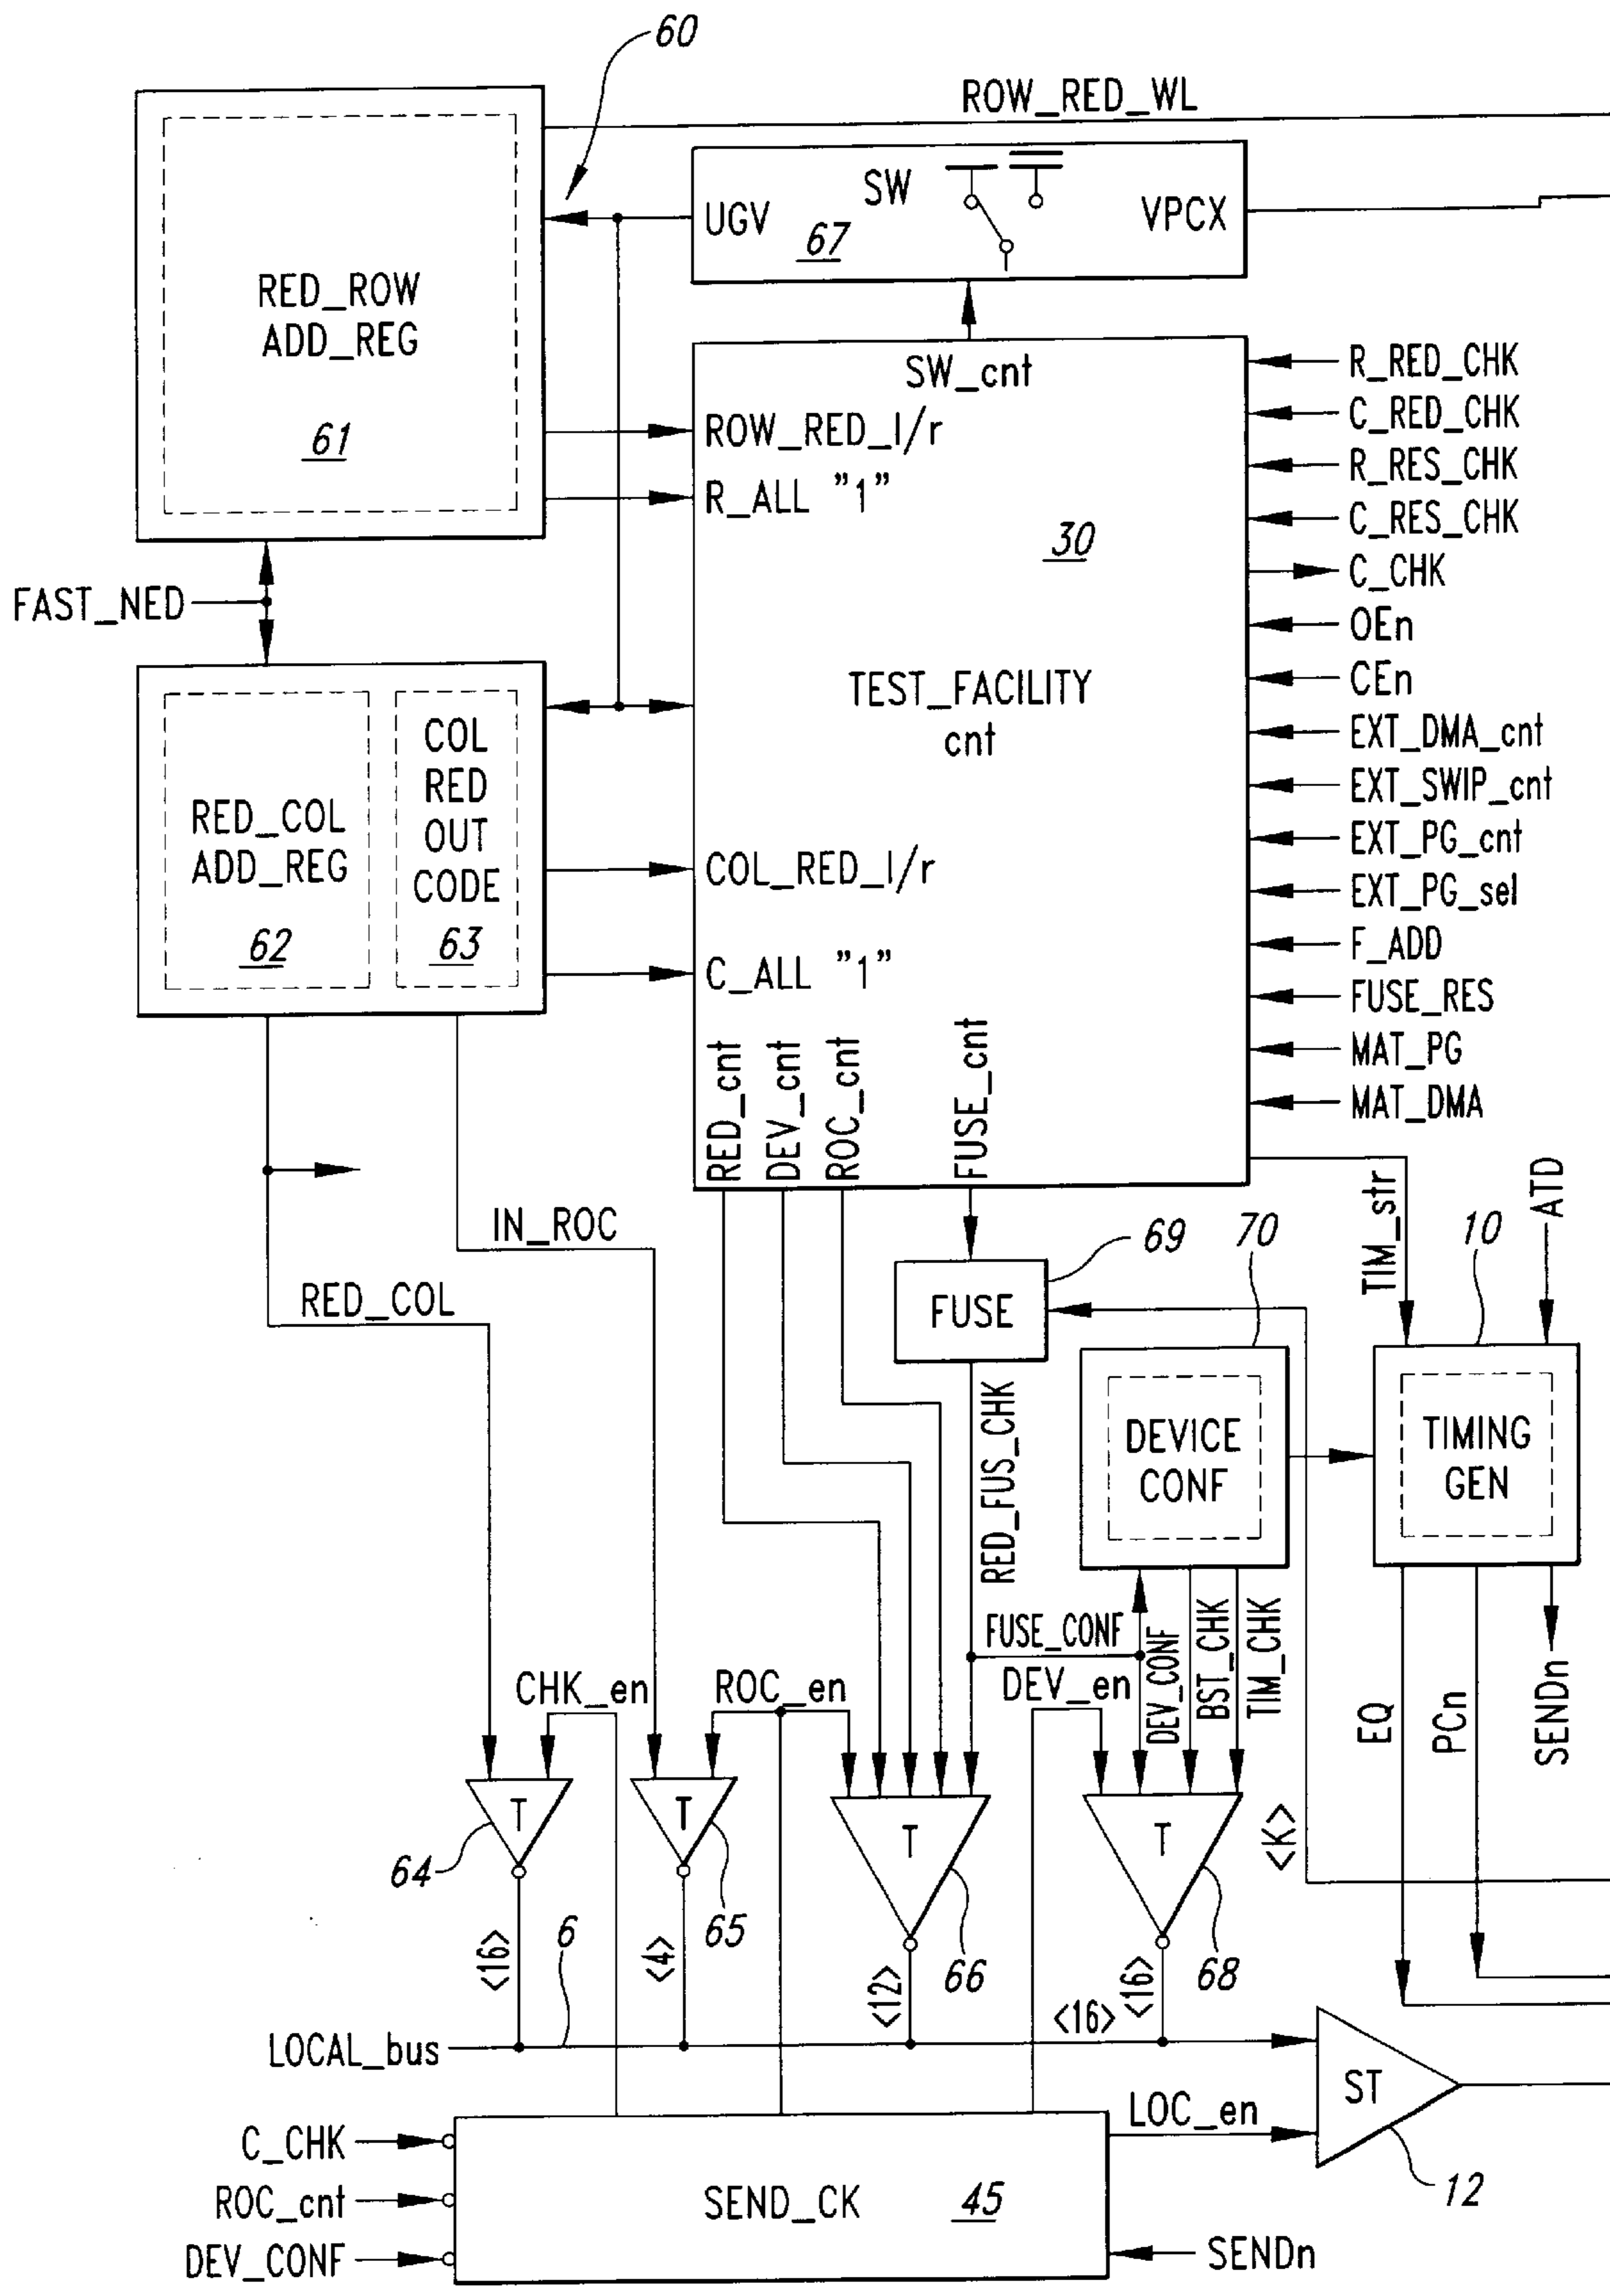 60
ROW_RED_WL
SW
UGV
67
VPCX
RED_ROW
ADD_REG
61
SW_cnt
ROW_RED_l/r
R_ALL "1"
30
TEST_FACILITY
cnt
COL_RED_l/r
C_ALL "1"
RED_cnt
DEV_cnt
ROC_cnt
FUSE_cnt
R_RED_CHK
C_RED_CHK
R_RES_CHK
C_RES_CHK
C_CHK
OEn
CEn
EXT_DMA_cnt
EXT_SWIP_cnt
EXT_PG_cnt
EXT_PG_sel
F_ADD
FUSE_RES
MAT_PG
MAT_DMA
FAST_NED
RED_COL
ADD_REG
62
COL
RED
OUT
CODE
63
IN_ROC
RED_COL
69
FUSE
70
DEVICE
CONF
TIM_str
10
ATD
TIMING
GEN
RED_FUS_CHK
FUSE_CONF
DEV_en
DEV_CONF
BST_CHK
TIM_CHK
EQ
PCn
SENDn
CHK_en
ROC_en
T
T
T
T
64
65
66
68
<K>
<16>
6
<4>
<12>
<16>
<16>
LOCAL_bus
ST
12
LOC_en
C_CHK
ROC_cnt
DEV_CONF
SEND_CK
45
SENDn